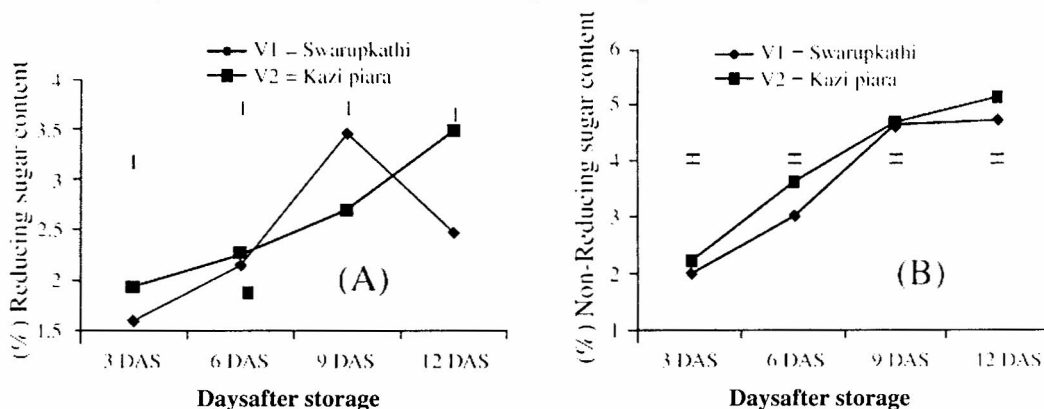 V1 = Swarupkathi
V2 = Kazi piara
(%) Reducing sugar content
4
3.5
3
2.5
2
1.5
(A)
3 DAS 6 DAS 9 DAS 12 DAS
Daysafter storage
V1 = Swarupkathi
V2 = Kazi piara
(%) Non-Reducing sugar content
6
5
4
3
2
1
(B)
3 DAS 6 DAS 9 DAS 12 DAS
Daysafter storage